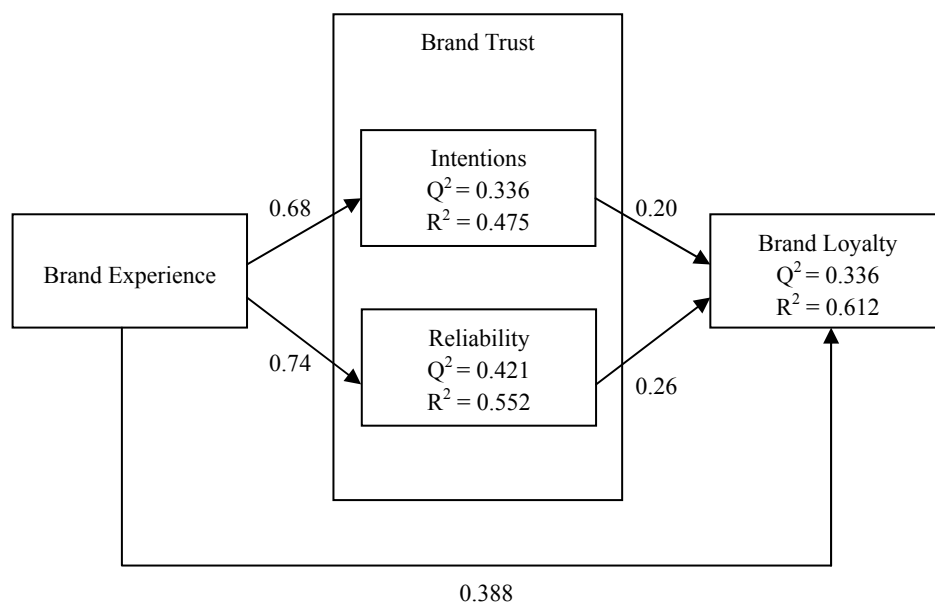 Brand Trust
Intentions
Q² = 0.336
R² = 0.475
0.68
0.20
Brand Experience
Brand Loyalty
Q² = 0.336
R² = 0.612
Reliability
Q² = 0.421
R² = 0.552
0.74
0.26
0.388